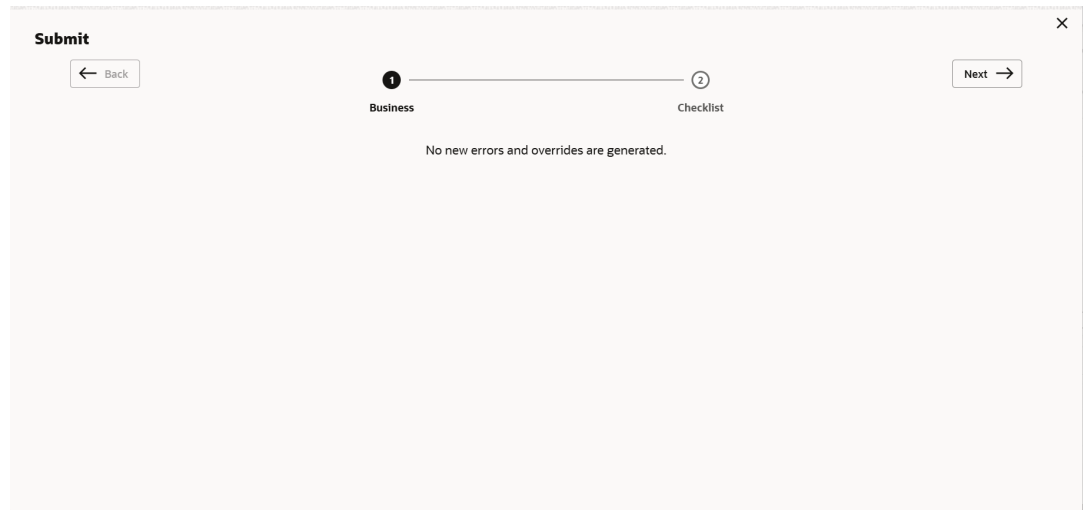 Submit
Back
Next
1
2
Business
Checklist
No new errors and overrides are generated.